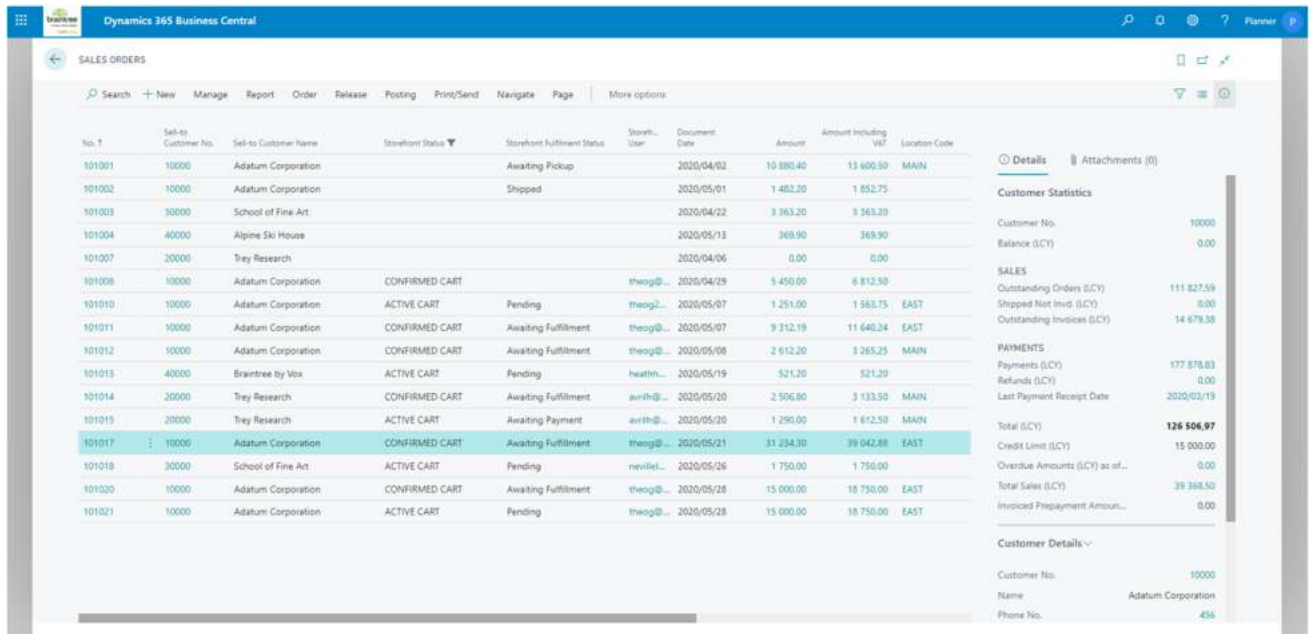 braintree
Dynamics 365 Business Central
? Planner P
SALES ORDERS
Search + New Manage Report Order Release Posting Print/Send Navigate Page More options
No. ↑ Sell-to Customer No. Sell-to Customer Name Storefront Status Storefront Fulfilment Status Storefr... User Document Date Amount Amount Including VAT Location Code
101001 10000 Adatum Corporation Awaiting Pickup 2020/04/02 10 880.40 13 600.50 MAIN
101002 10000 Adatum Corporation Shipped 2020/05/01 1 482.20 1 852.75
101003 30000 School of Fine Art 2020/04/22 3 363.20 3 363.20
101004 40000 Alpine Ski House 2020/05/13 369.90 369.90
101007 20000 Trey Research 2020/04/06 0.00 0.00
101008 10000 Adatum Corporation CONFIRMED CART theog@... 2020/04/29 5 450.00 6 812.50
101010 10000 Adatum Corporation ACTIVE CART Pending theog2... 2020/05/07 1 251.00 1 563.75 EAST
101011 10000 Adatum Corporation CONFIRMED CART Awaiting Fulfillment theog@... 2020/05/07 9 312.19 11 640.24 EAST
101012 10000 Adatum Corporation CONFIRMED CART Awaiting Fulfillment theog@... 2020/05/08 2 612.20 3 265.25 MAIN
101013 40000 Braintree by Vox ACTIVE CART Pending heathh... 2020/05/19 521.20 521.20
101014 20000 Trey Research CONFIRMED CART Awaiting Fulfillment avrilh@... 2020/05/20 2 506.80 3 133.50 MAIN
101015 20000 Trey Research ACTIVE CART Awaiting Payment avrilh@... 2020/05/20 1 290.00 1 612.50 MAIN
101017 10000 Adatum Corporation CONFIRMED CART Awaiting Fulfillment theog@... 2020/05/21 31 234.30 39 042.88 EAST
101018 30000 School of Fine Art ACTIVE CART Pending nevillel... 2020/05/26 1 750.00 1 750.00
101020 10000 Adatum Corporation CONFIRMED CART Awaiting Fulfillment theog@... 2020/05/28 15 000.00 18 750.00 EAST
101021 10000 Adatum Corporation ACTIVE CART Pending theog@... 2020/05/28 15 000.00 18 750.00 EAST
Details Attachments (0)
Customer Statistics
Customer No. 10000
Balance (LCY) 0.00
SALES
Outstanding Orders (LCY) 111 827.59
Shipped Not Invd. (LCY) 0.00
Outstanding Invoices (LCY) 14 679.38
PAYMENTS
Payments (LCY) 177 878.83
Refunds (LCY) 0.00
Last Payment Receipt Date 2020/03/19
Total (LCY) 126 506,97
Credit Limit (LCY) 15 000.00
Overdue Amounts (LCY) as of... 0.00
Total Sales (LCY) 39 368.50
Invoiced Prepayment Amoun... 0.00
Customer Details
Customer No. 10000
Name Adatum Corporation
Phone No. 456